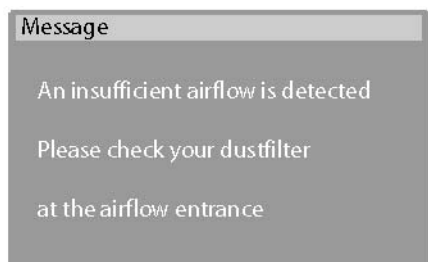 Message
An insufficient airflow is detected
Please check your dustfilter
at the airflow entrance